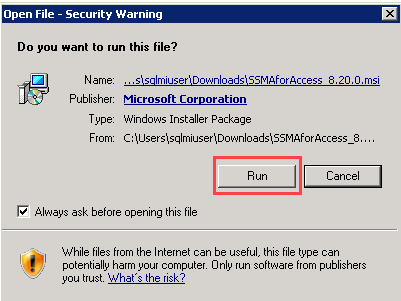 Open File - Security Warning
Do you want to run this file?
Name: ...s\sqlmiuser\Downloads\SSMAforAccess_8.20.0.msi
Publisher: Microsoft Corporation
Type: Windows Installer Package
From: C:\Users\sqlmiuser\Downloads\SSMAforAccess_8....
Run
Cancel
Always ask before opening this file
While files from the Internet can be useful, this file type can
potentially harm your computer. Only run software from publishers
you trust. What's the risk?